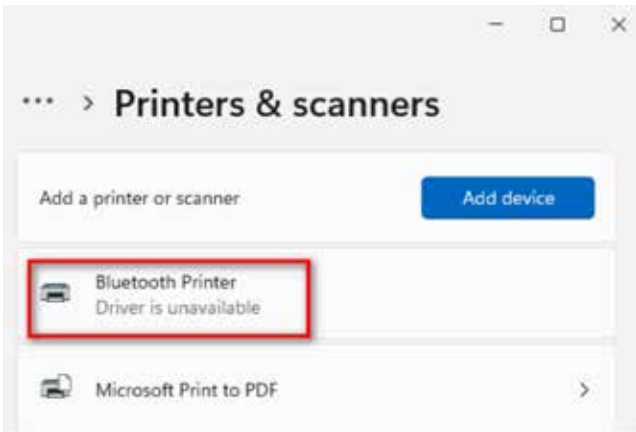 ... > Printers & scanners
Add a printer or scanner
Add device
Bluetooth Printer
Driver is unavailable
Microsoft Print to PDF